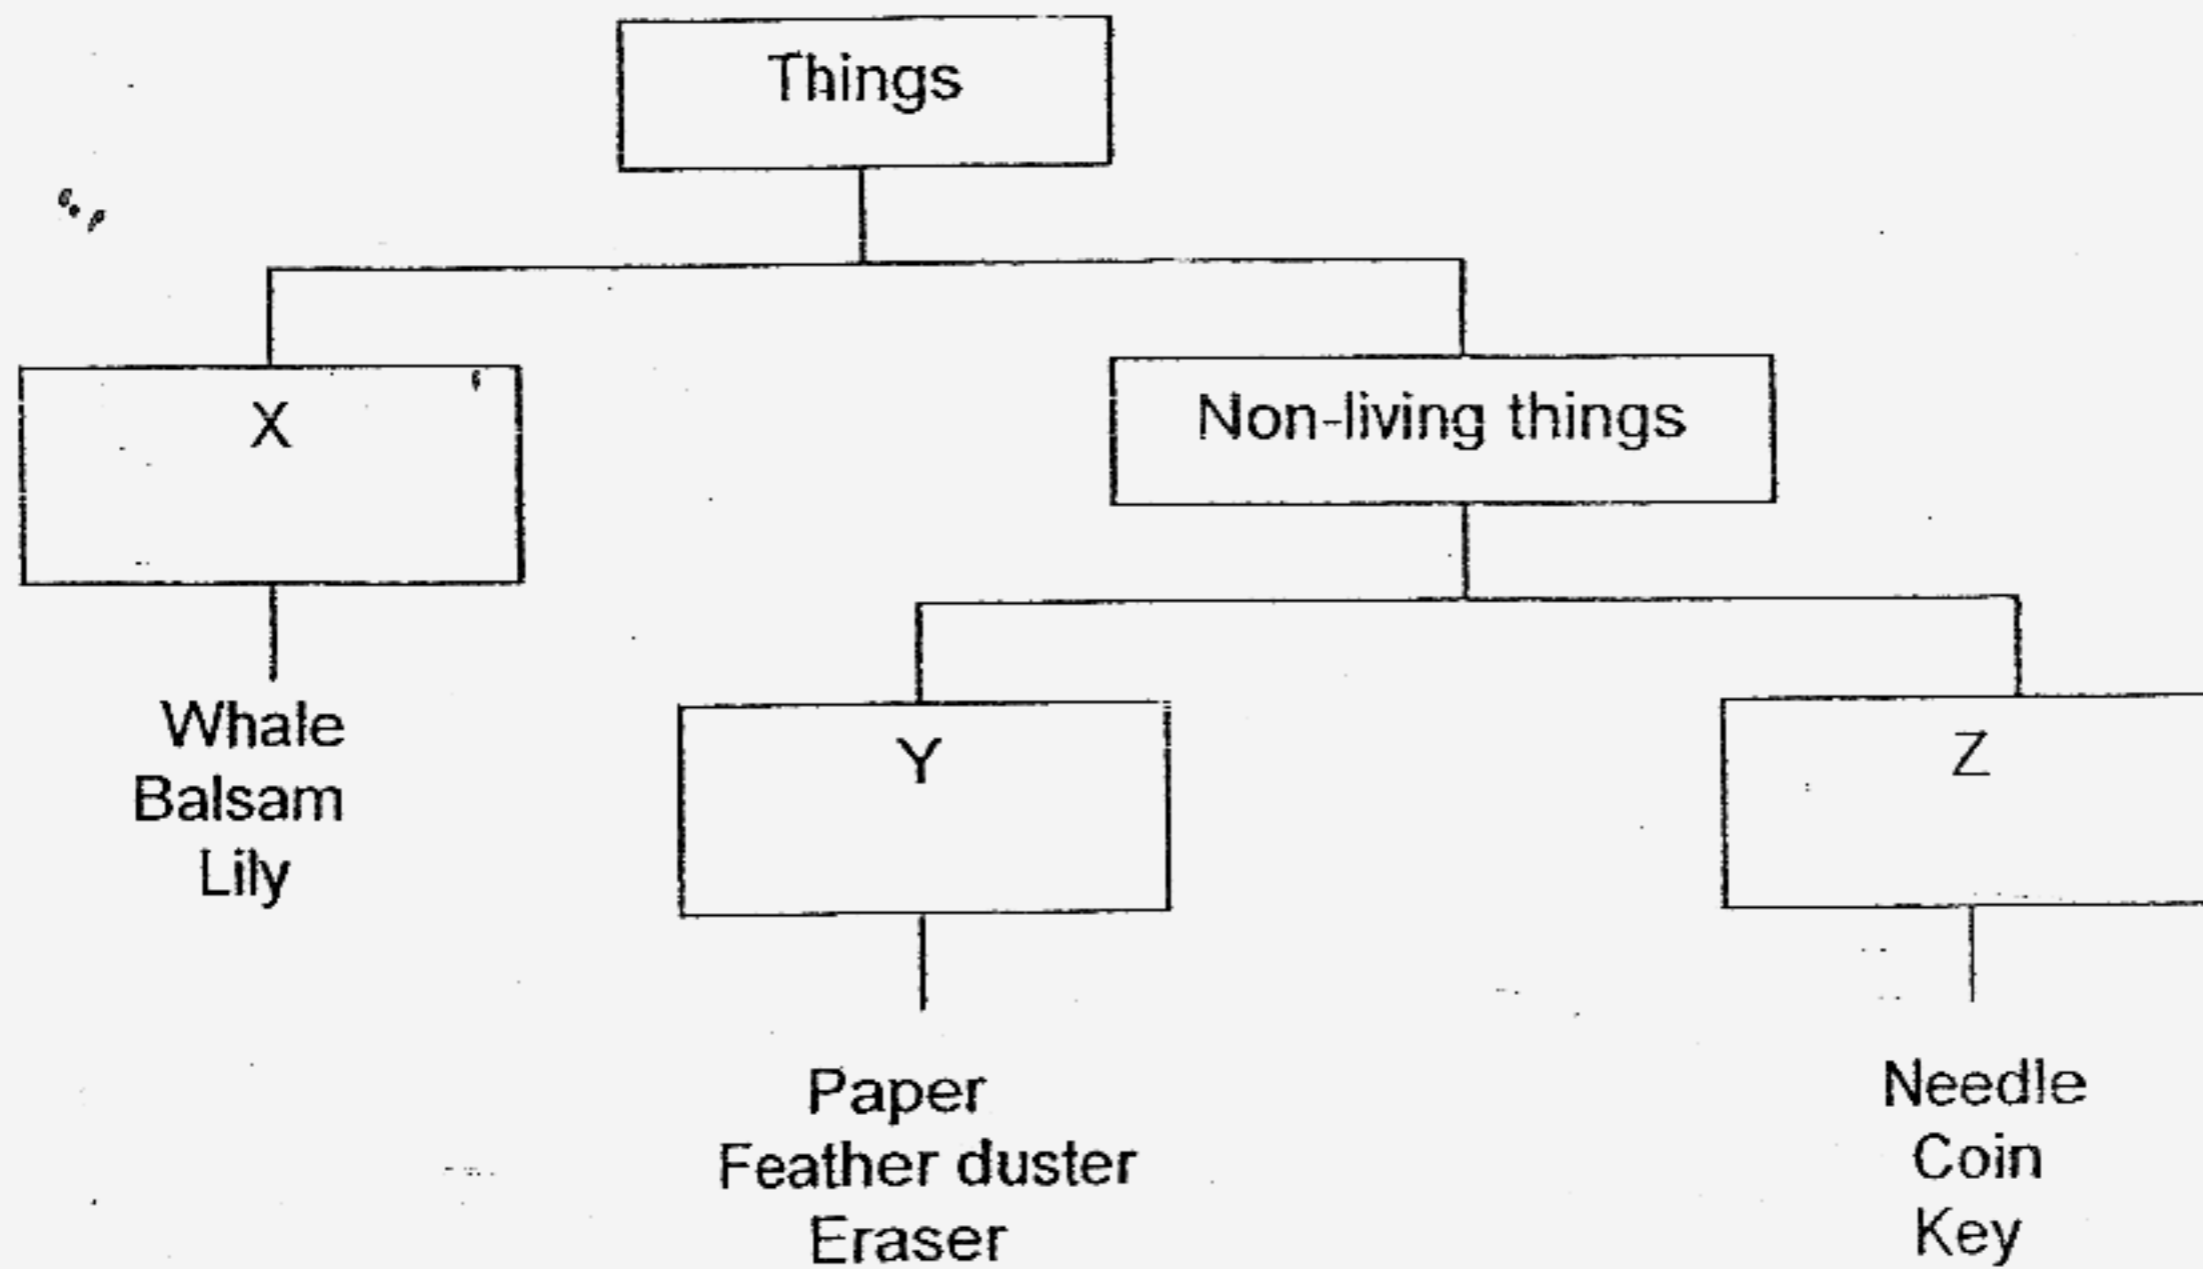 Things
X
Non-living things
Whale
Balsam
Lily
Y
Z
Paper
Feather duster
Eraser
Needle
Coin
Key